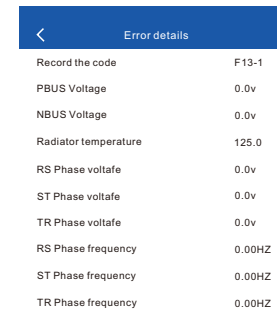 Error details
Record the code F13-1
PBUS Voltage 0.0v
NBUS Voltage 0.0v
Radiator temperature 125.0
RS Phase voltafe 0.0v
ST Phase voltafe 0.0v
TR Phase voltafe 0.0v
RS Phase frequency 0.00HZ
ST Phase frequency 0.00HZ
TR Phase frequency 0.00HZ